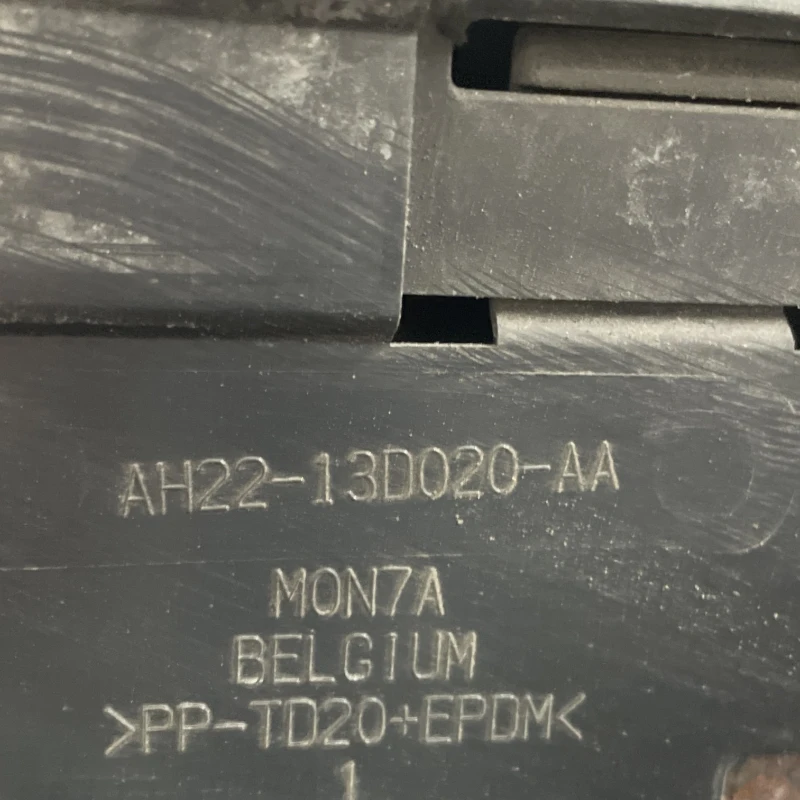 AH22-13D020-AA
MON7A
BELGIUM
>PP-TD20+EPDM<
1